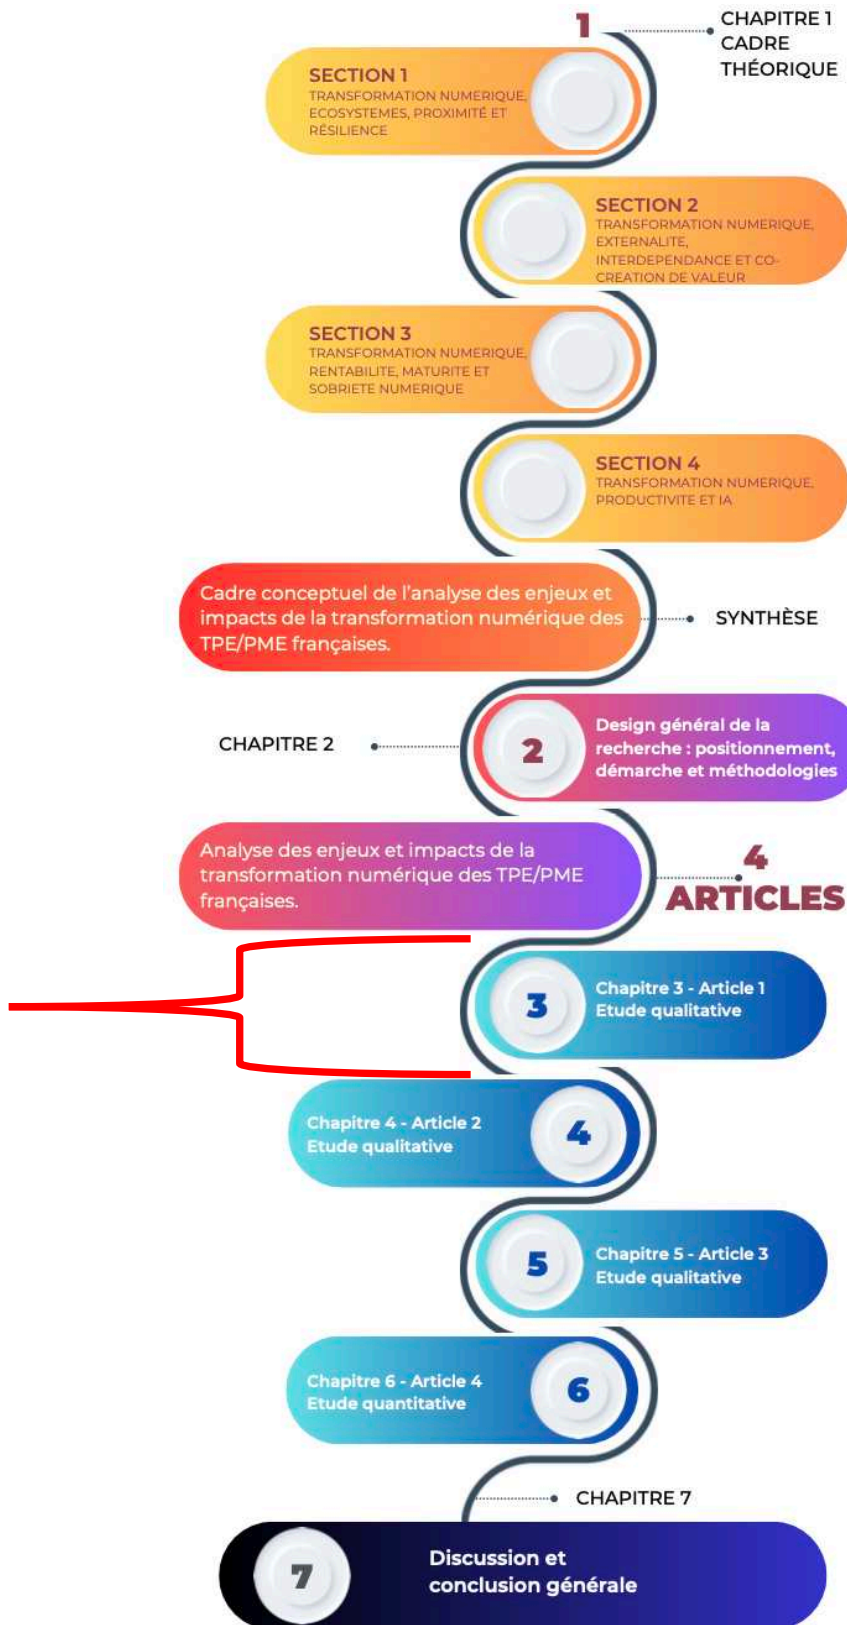 1
CHAPITRE 1
CADRE
THÉORIQUE
SECTION 1
TRANSFORMATION NUMERIQUE,
ECOSYSTEMES, PROXIMITÉ ET
RÉSILIENCE
SECTION 2
TRANSFORMATION NUMERIQUE,
EXTERNALITE,
INTERDEPENDANCE ET CO-
CREATION DE VALEUR
SECTION 3
TRANSFORMATION NUMERIQUE,
RENTABILITE, MATURITE ET
SOBRIETE NUMERIQUE
SECTION 4
TRANSFORMATION NUMERIQUE,
PRODUCTIVITE ET IA
Cadre conceptuel de l'analyse des enjeux et
impacts de la transformation numérique des
TPE/PME françaises.
SYNTHÈSE
CHAPITRE 2
2
Design général de la
recherche : positionnement,
démarche et méthodologies
Analyse des enjeux et impacts de la
transformation numérique des TPE/PME
françaises.
4
ARTICLES
3
Chapitre 3 - Article 1
Etude qualitative
Chapitre 4 - Article 2
Etude qualitative
4
5
Chapitre 5 - Article 3
Etude qualitative
Chapitre 6 - Article 4
Etude quantitative
6
CHAPITRE 7
7
Discussion et
conclusion générale